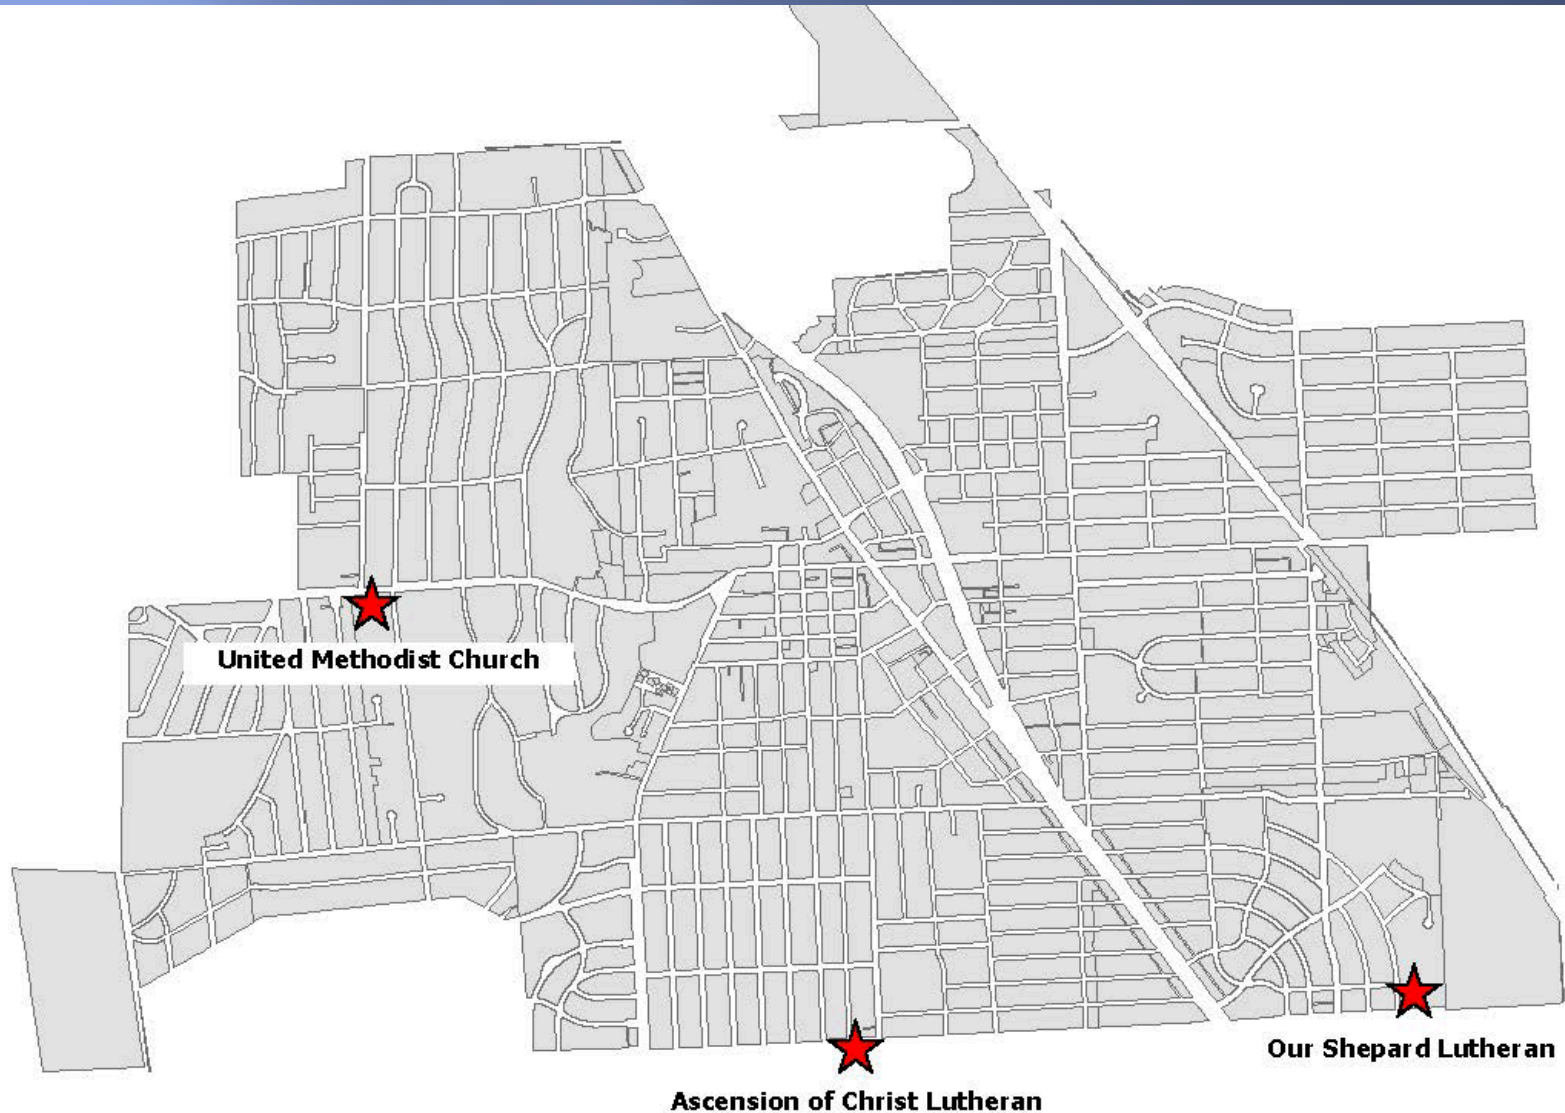 United Methodist Church
Our Shepard Lutheran
Ascension of Christ Lutheran